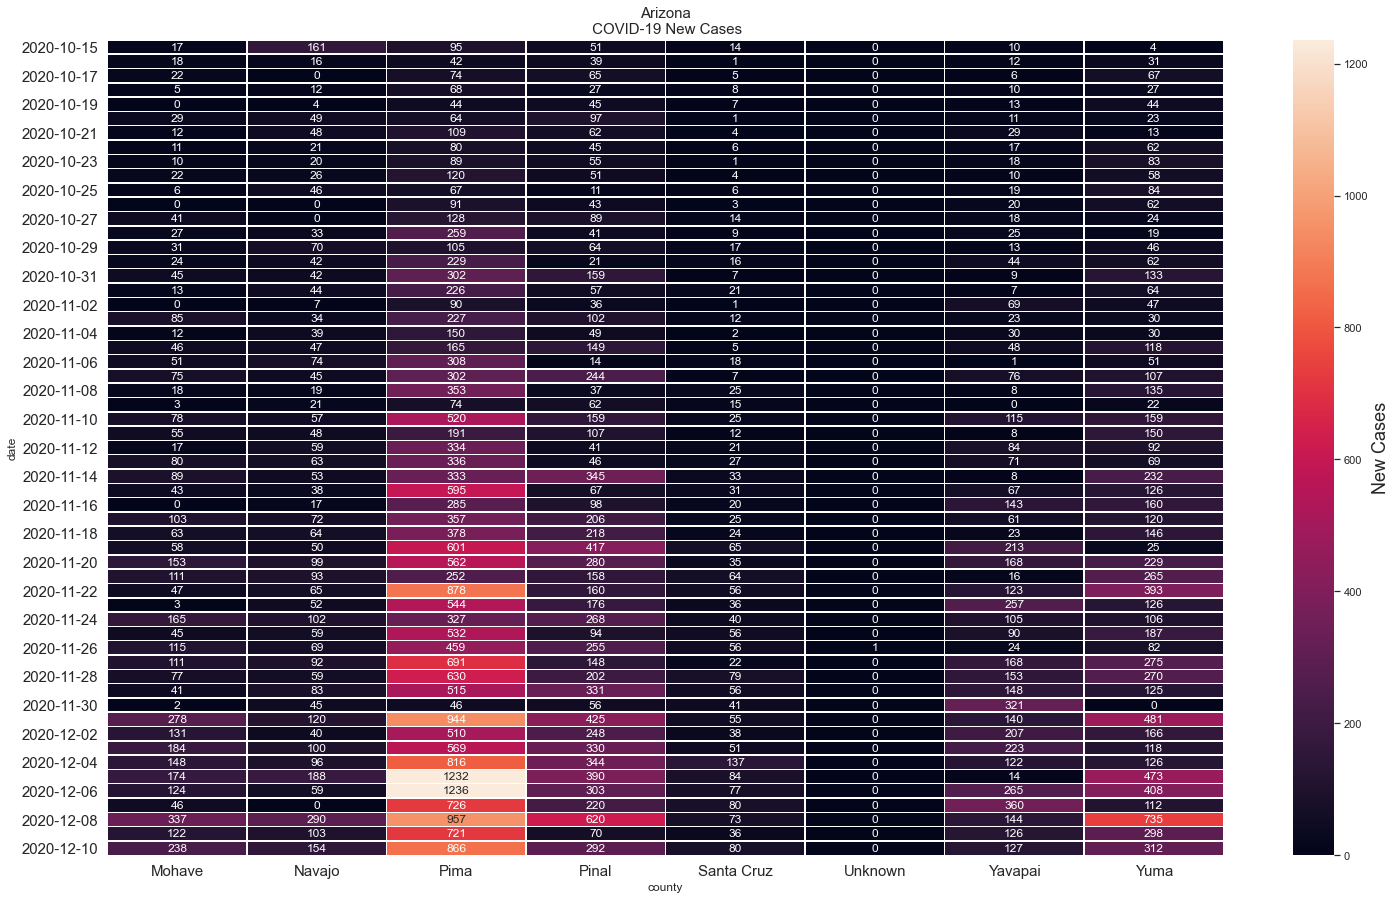 Arizona
COVID-19 New Cases
2020-10-15 17 161 95 51 14 0 10 4
18 16 42 39 1 0 12 31
2020-10-17 22 0 74 65 5 0 6 67
5 12 68 27 8 0 10 27
2020-10-19 0 4 44 45 7 0 13 44
29 49 64 97 1 0 11 23
2020-10-21 12 48 109 62 4 0 29 13
11 21 80 45 6 0 17 62
2020-10-23 10 20 89 55 1 0 18 83
22 26 120 51 4 0 10 58
2020-10-25 6 46 67 11 6 0 19 84
0 0 91 43 3 0 20 62
2020-10-27 41 0 128 89 14 0 18 24
27 33 259 41 9 0 25 19
2020-10-29 31 70 105 64 17 0 13 46
24 42 229 21 16 0 44 62
2020-10-31 45 42 302 159 7 0 9 133
13 44 226 57 21 0 7 64
2020-11-02 0 7 90 36 1 0 69 47
85 34 227 102 12 0 23 30
2020-11-04 12 39 150 49 2 0 30 30
46 47 165 149 5 0 48 118
2020-11-06 51 74 308 14 18 0 1 51
75 45 302 244 7 0 76 107
2020-11-08 18 19 353 37 25 0 8 135
3 21 74 62 15 0 0 22
2020-11-10 78 57 520 159 25 0 115 159
55 48 191 107 12 0 8 150
2020-11-12 17 59 334 41 21 0 84 92
80 63 336 46 27 0 71 69
2020-11-14 89 53 333 345 33 0 8 232
43 38 595 67 31 0 67 126
2020-11-16 0 17 285 98 20 0 143 160
103 72 357 206 25 0 61 120
2020-11-18 63 64 378 218 24 0 23 146
58 50 601 417 65 0 213 25
2020-11-20 153 99 562 280 35 0 168 229
111 93 252 158 64 0 16 265
2020-11-22 47 65 878 160 56 0 123 393
3 52 544 176 36 0 257 126
2020-11-24 165 102 327 268 40 0 105 106
45 59 532 94 56 0 90 187
2020-11-26 115 69 459 255 56 1 24 82
111 92 691 148 22 0 168 275
2020-11-28 77 59 630 202 79 0 153 270
41 83 515 331 56 0 148 125
2020-11-30 2 45 46 56 41 0 321 0
278 120 944 425 55 0 140 481
2020-12-02 131 40 510 248 38 0 207 166
184 100 569 330 51 0 223 118
2020-12-04 148 96 816 344 137 0 122 126
174 188 1232 390 84 0 14 473
2020-12-06 124 59 1236 303 77 0 265 408
46 0 726 220 80 0 360 112
2020-12-08 337 290 957 620 73 0 144 735
122 103 721 70 36 0 126 298
2020-12-10 238 154 866 292 80 0 127 312
Mohave Navajo Pima Pinal Santa Cruz Unknown Yavapai Yuma
county
date
1200
1000
800
600
400
200
0
New Cases